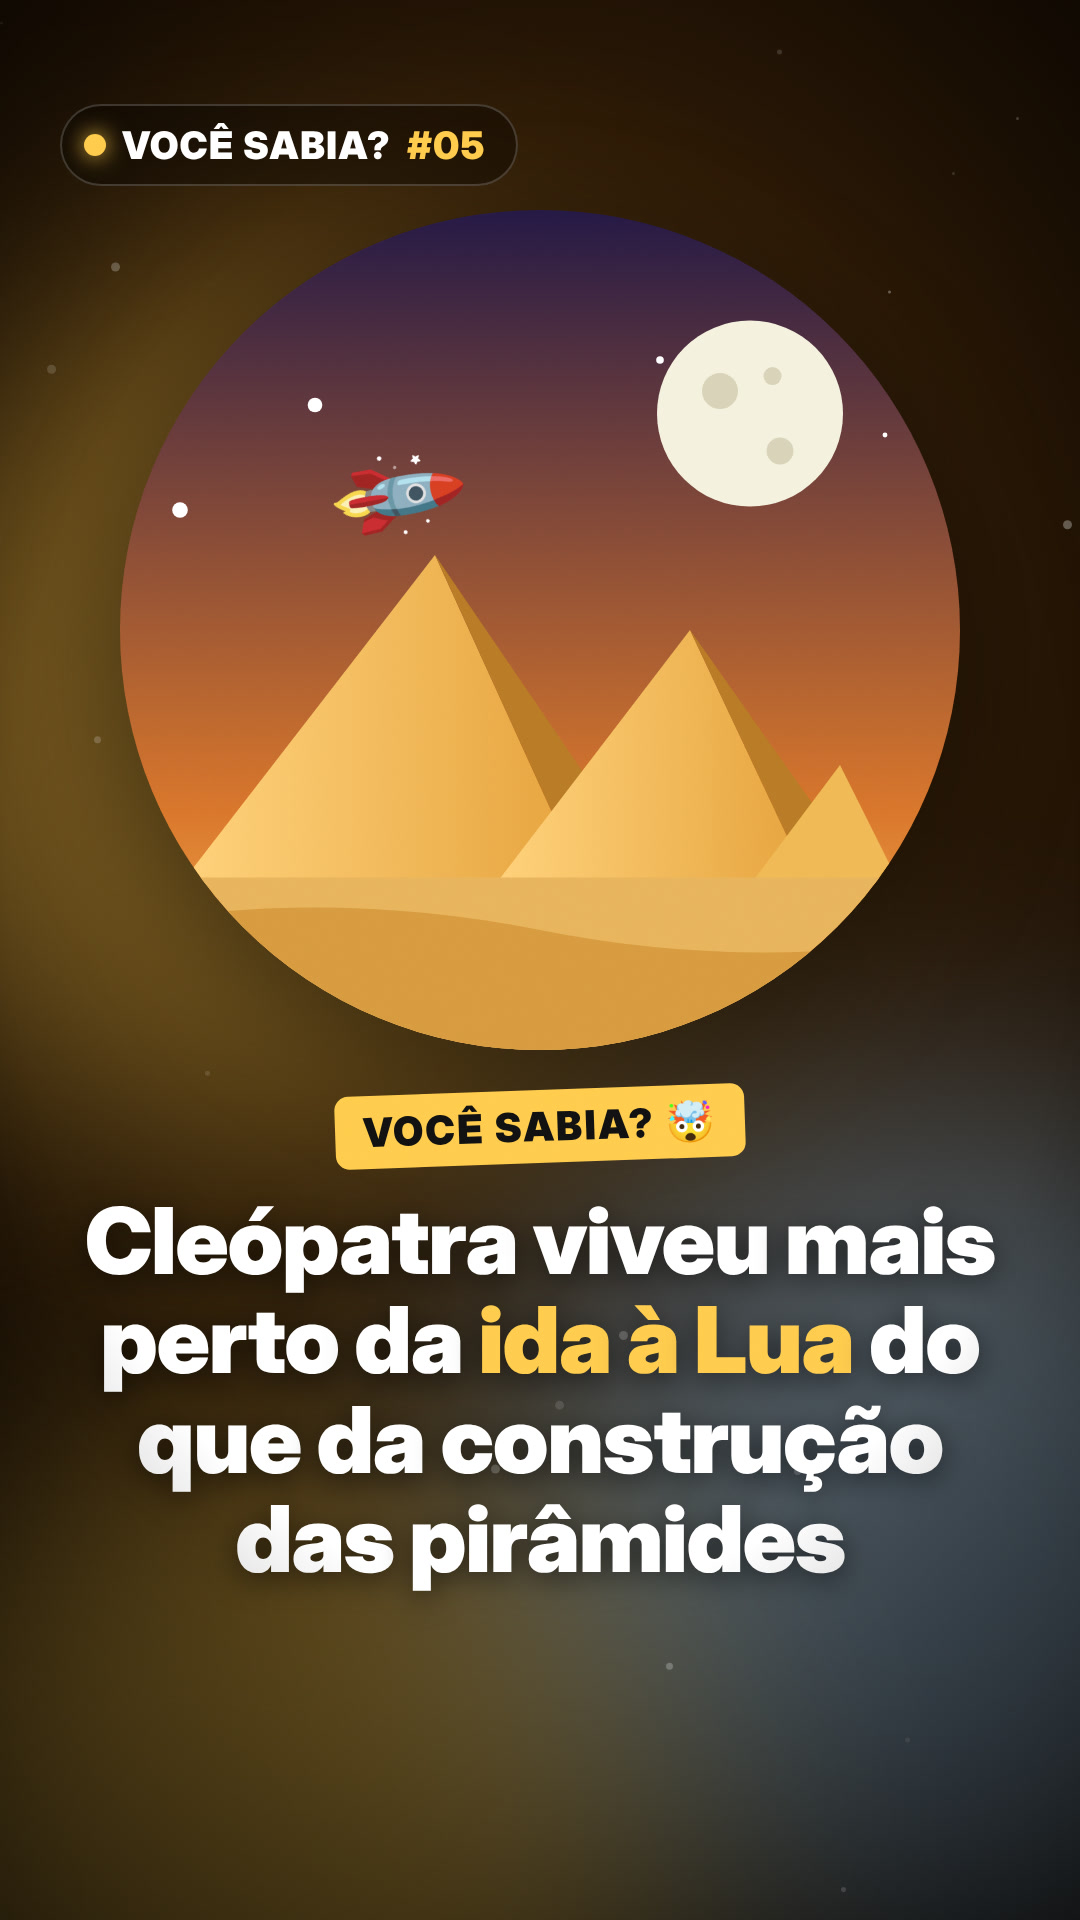 VOCÊ SABIA? #05
VOCÊ SABIA? 🤯
Cleópatra viveu mais
perto da ida à Lua do
que da construção
das pirâmides